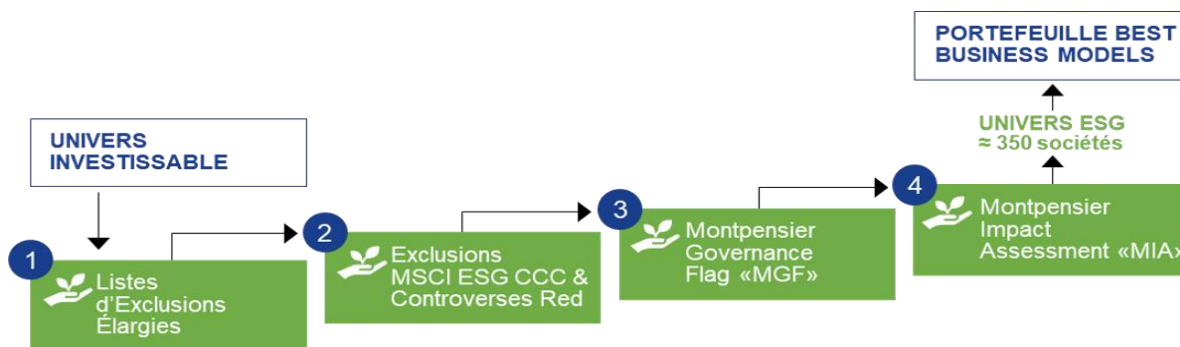 UNIVERS
INVESTISSABLE
1
Listes
d'Exclusions
Élargies
2
Exclusions
MSCI ESG CCC &
Controverses Red
3
Montpensier
Governance
Flag «MGF»
4
Montpensier
Impact
Assessment «MIA»
UNIVERS ESG
≈ 350 sociétés
PORTEFEUILLE BEST
BUSINESS MODELS